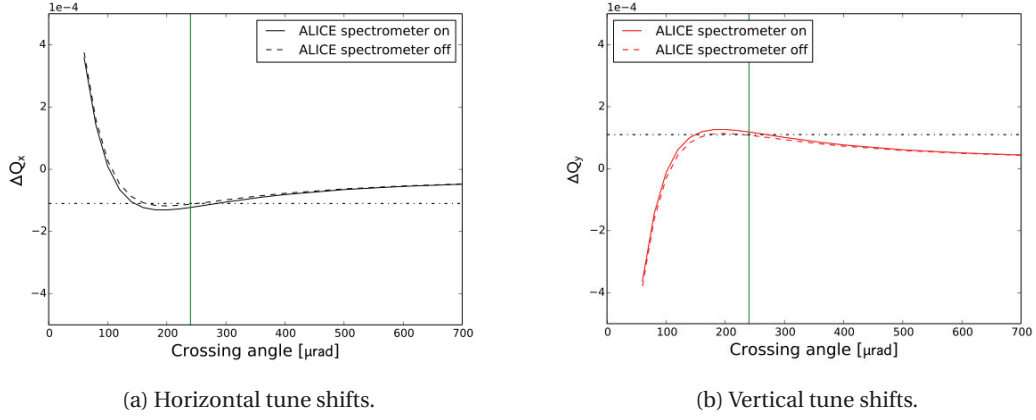 1e−4
4
2
0
−2
−4
ΔQx
0 100 200 300 400 500 600 700
Crossing angle [μrad]
ALICE spectrometer on
ALICE spectrometer off
(a) Horizontal tune shifts.
1e−4
4
2
0
−2
−4
ΔQy
0 100 200 300 400 500 600 700
Crossing angle [μrad]
ALICE spectrometer on
ALICE spectrometer off
(b) Vertical tune shifts.